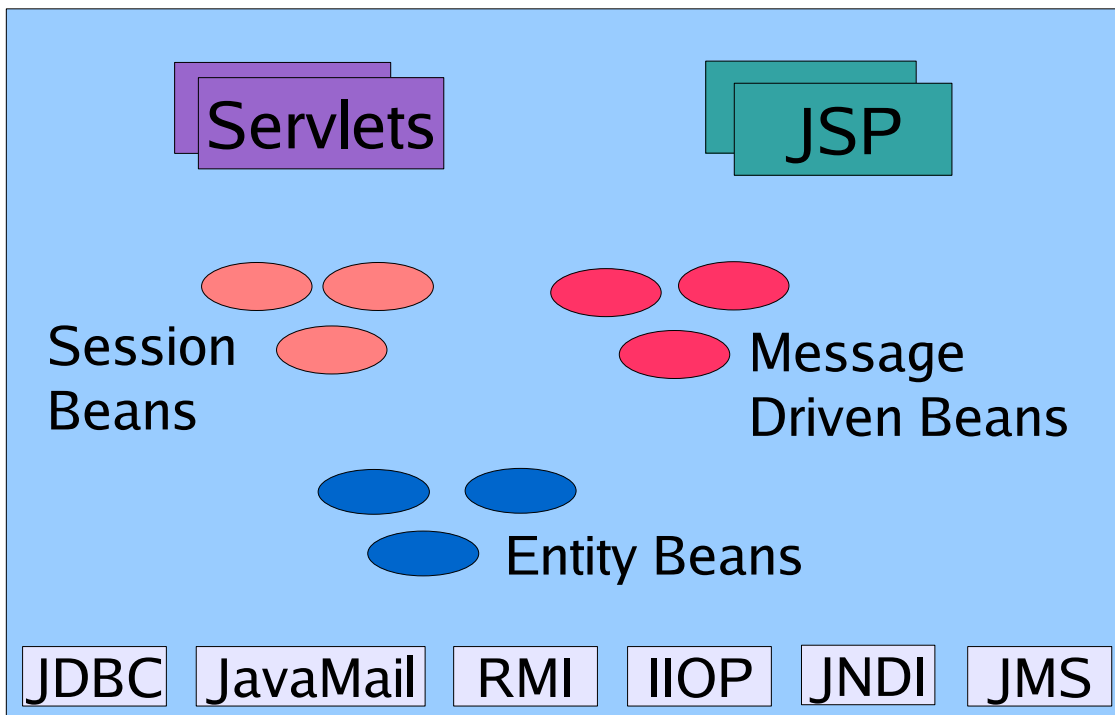 Servlets
JSP
Session
Beans
Message
Driven Beans
Entity Beans
JDBC
JavaMail
RMI
IIOP
JNDI
JMS